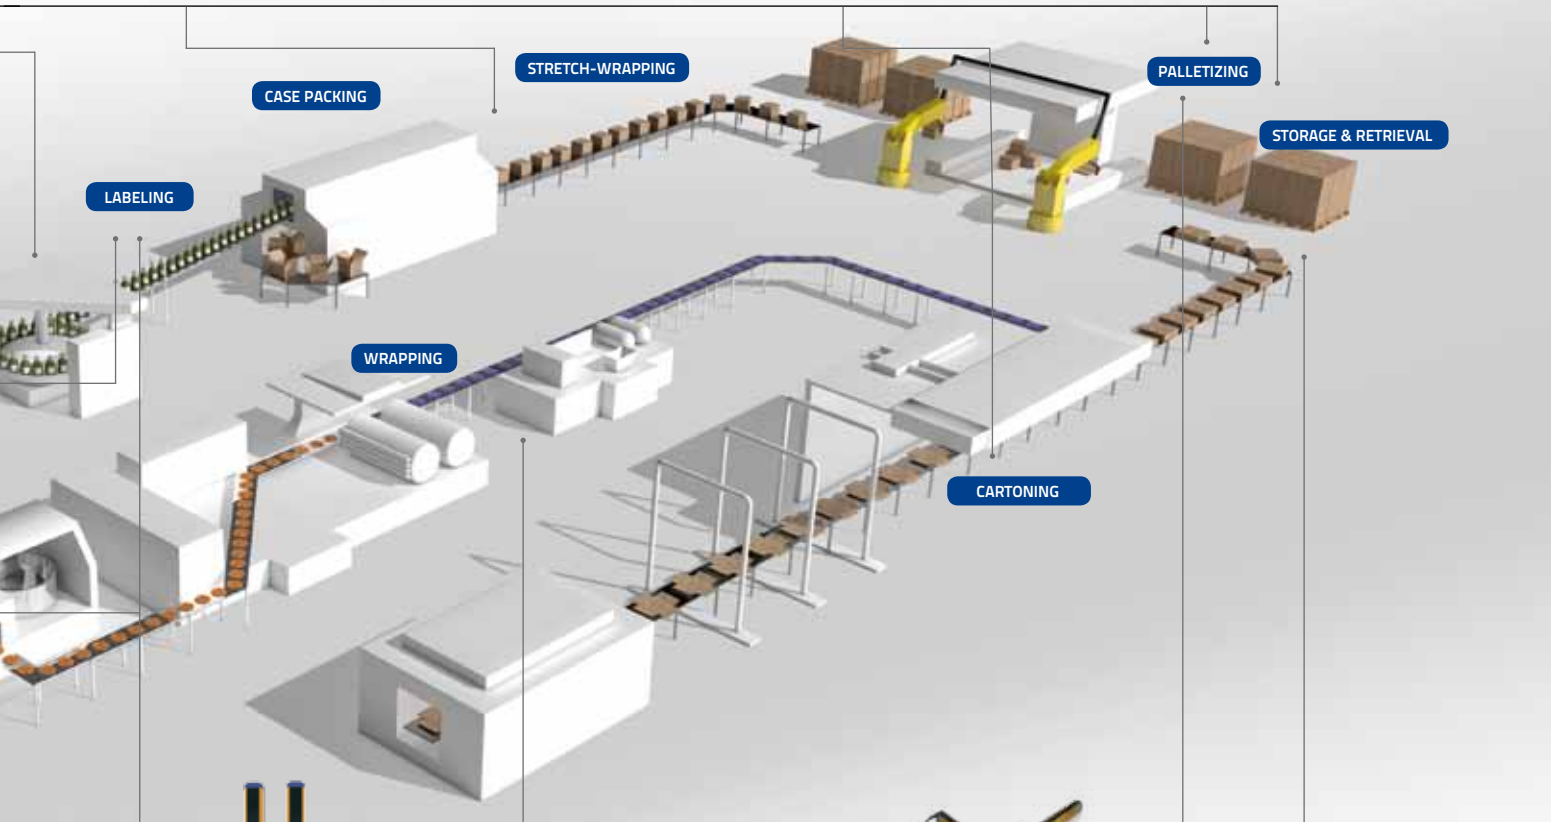 STRETCH-WRAPPING
PALLETIZING
CASE PACKING
STORAGE & RETRIEVAL
LABELING
WRAPPING
CARTONING